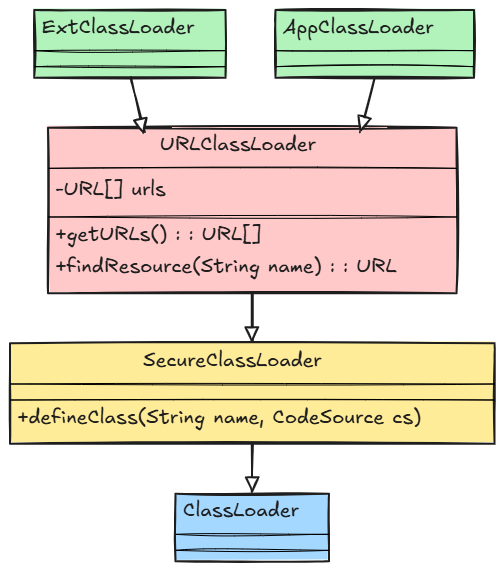 ExtClassLoader
AppClassLoader
URLClassLoader
-URL[] urls
+getURLs() : : URL[]
+findResource(String name) : : URL
SecureClassLoader
+defineClass(String name, CodeSource cs)
ClassLoader